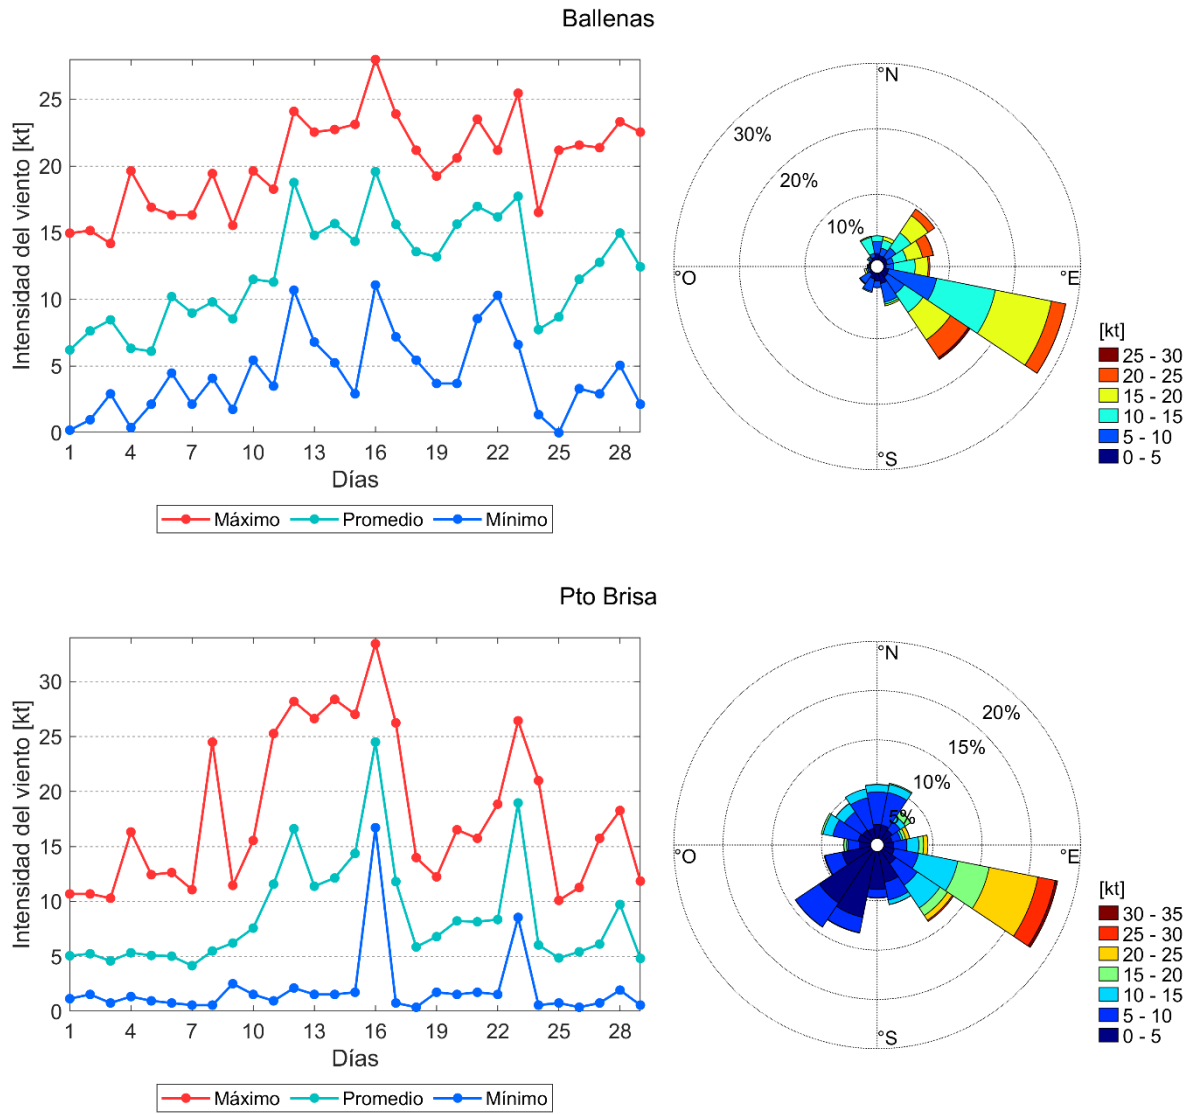 Ballenas
Intensidad del viento [kt]
25
20
15
10
5
0
1 4 7 10 13 16 19 22 25 28
Días
Máximo Promedio Mínimo
°N
30%
20%
10%
°O
°E
°S
[kt]
25 - 30
20 - 25
15 - 20
10 - 15
5 - 10
0 - 5
Pto Brisa
Intensidad del viento [kt]
30
25
20
15
10
5
0
1 4 7 10 13 16 19 22 25 28
Días
Máximo Promedio Mínimo
°N
20%
15%
10%
5%
°O
°E
°S
[kt]
30 - 35
25 - 30
20 - 25
15 - 20
10 - 15
5 - 10
0 - 5